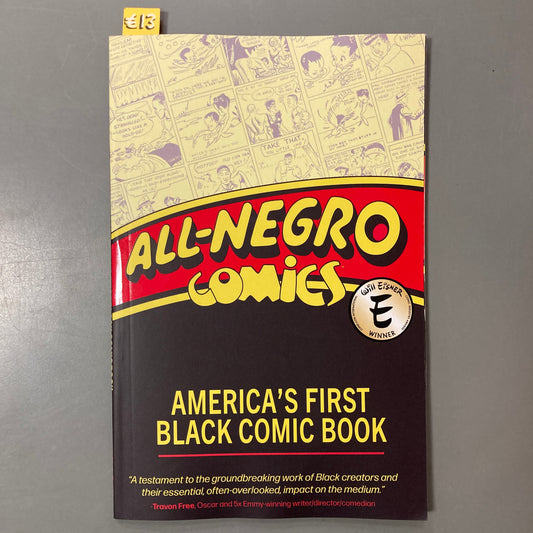 €13
TAKE THAT
ALL-NEGRO
COMICS
Will Eisner
E
WINNER
AMERICA'S FIRST
BLACK COMIC BOOK
"A testament to the groundbreaking work of Black creators and
their essential, often-overlooked, impact on the medium."
-Travon Free, Oscar and 5x Emmy-winning writer/director/comedian